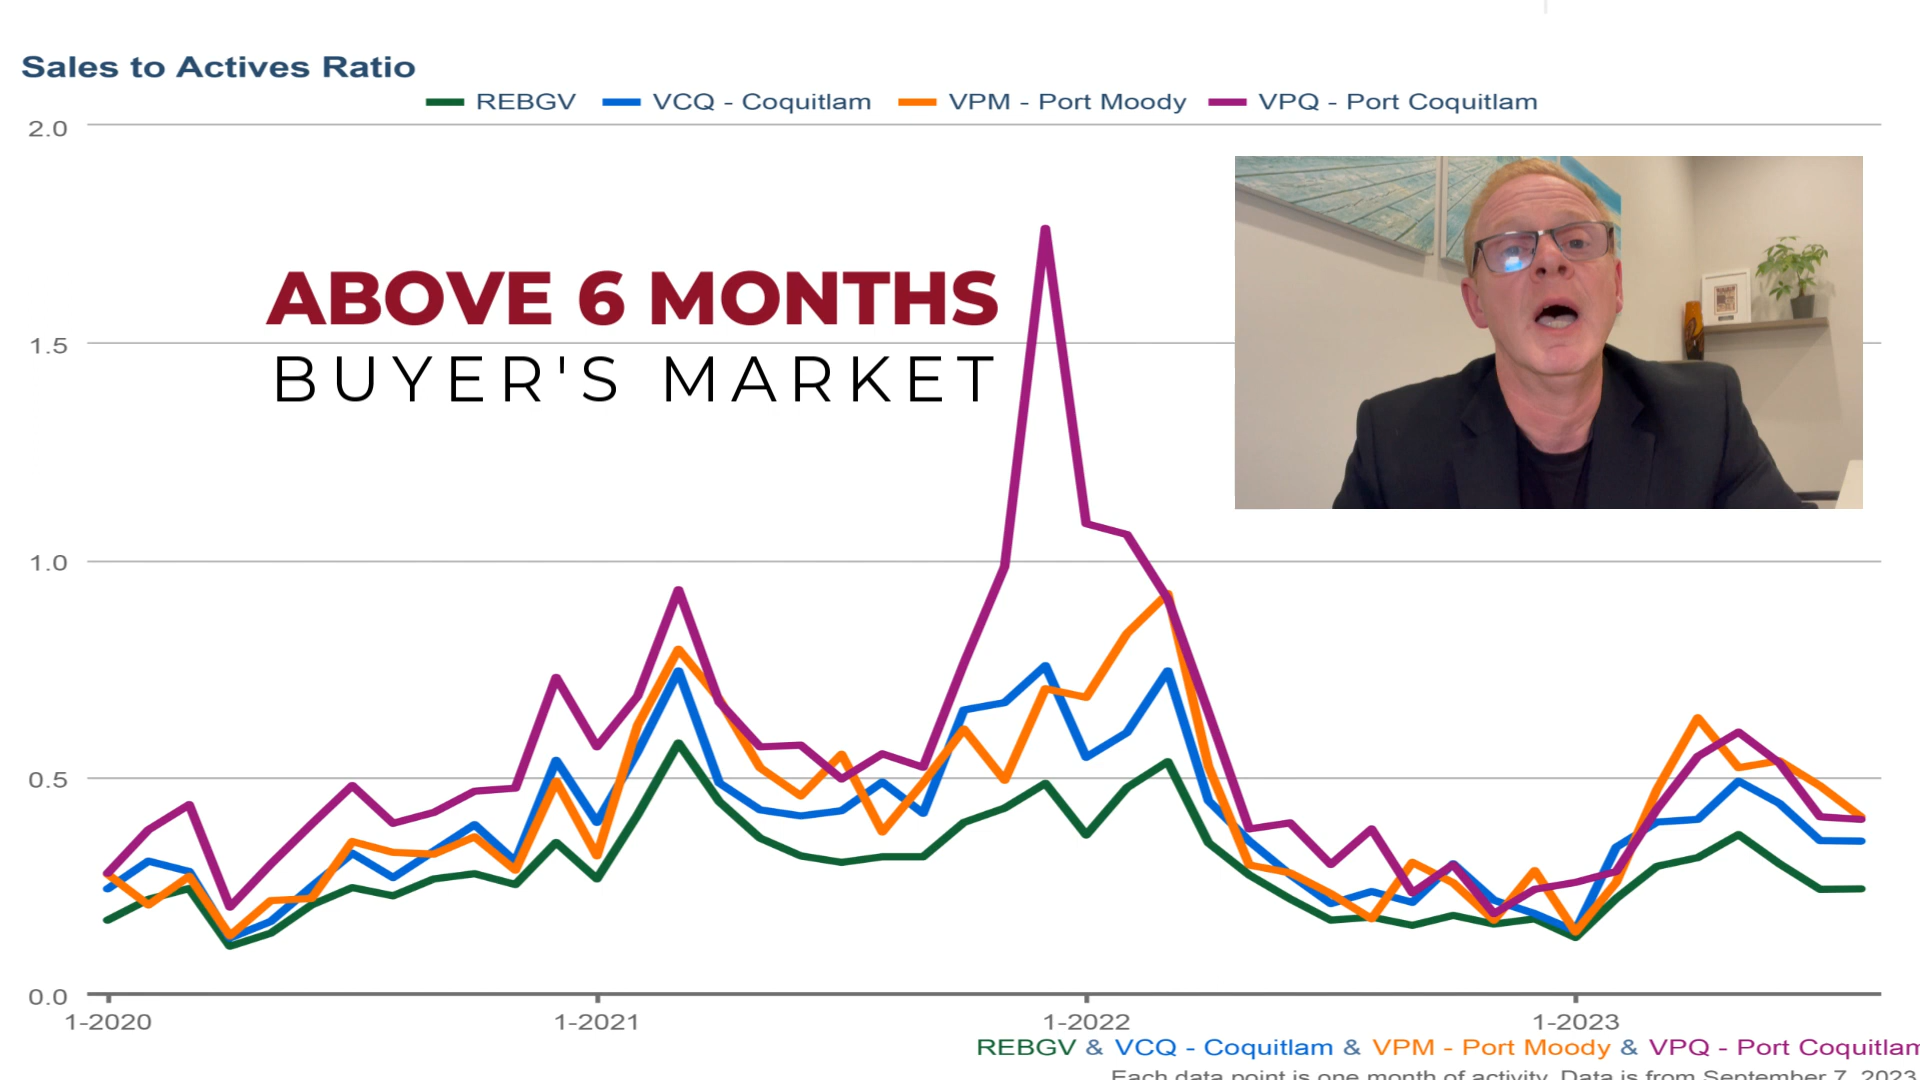 Sales to Actives Ratio
REBGV VCQ - Coquitlam VPM - Port Moody VPQ - Port Coquitlam
2.0
ABOVE 6 MONTHS
1.5
BUYER'S MARKET
1.0
0.5
0.0
1-2020 1-2021 1-2022 1-2023
REBGV & VCQ - Coquitlam & VPM - Port Moody & VPQ - Port Coquitlam
Each data point is one month of activity. Data is from September 7, 2023